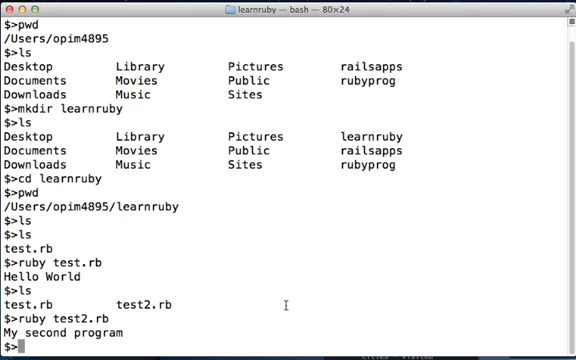 learnruby — bash — 80×24
$>pwd
/Users/opim4895
$>ls
Desktop Library Pictures railsapps
Documents Movies Public rubyprog
Downloads Music Sites
$>mkdir learnruby
$>ls
Desktop Library Pictures learnruby
Documents Movies Public railsapps
Downloads Music Sites rubyprog
$>cd learnruby
$>pwd
/Users/opim4895/learnruby
$>ls
$>ls
test.rb
$>ruby test.rb
Hello World
$>ls
test.rb test2.rb
$>ruby test2.rb
My second program
$>